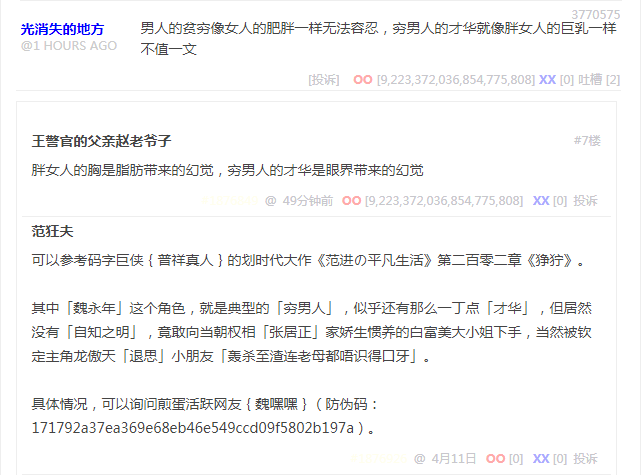 3770575
光消失的地方
@1 HOURS AGO
男人的贫穷像女人的肥胖一样无法容忍，穷男人的才华就像胖女人的巨乳一样
不值一文
[投诉] OO [9,223,372,036,854,775,808] XX [0] 吐槽 [2]
王警官的父亲赵老爷子 #7楼
胖女人的胸是脂肪带来的幻觉，穷男人的才华是眼界带来的幻觉
@ 49分钟前 OO [9,223,372,036,854,775,808] XX [0] 投诉
范狂夫
可以参考码字巨侠｛普祥真人｝的划时代大作《范进の平凡生活》第二百零二章《狰狞》。
其中「魏永年」这个角色，就是典型的「穷男人」，似乎还有那么一丁点「才华」，但居然
没有「自知之明」，竟敢向当朝权相「张居正」家娇生惯养的白富美大小姐下手，当然被钦
定主角龙傲天「退思」小朋友「轰杀至渣连老母都唔识得口牙」。
具体情况，可以询问煎蛋活跃网友｛魏嘿嘿｝（防伪码：
171792a37ea369e68eb46e549ccd09f5802b197a）。
@ 4月11日 OO [0] XX [0] 投诉